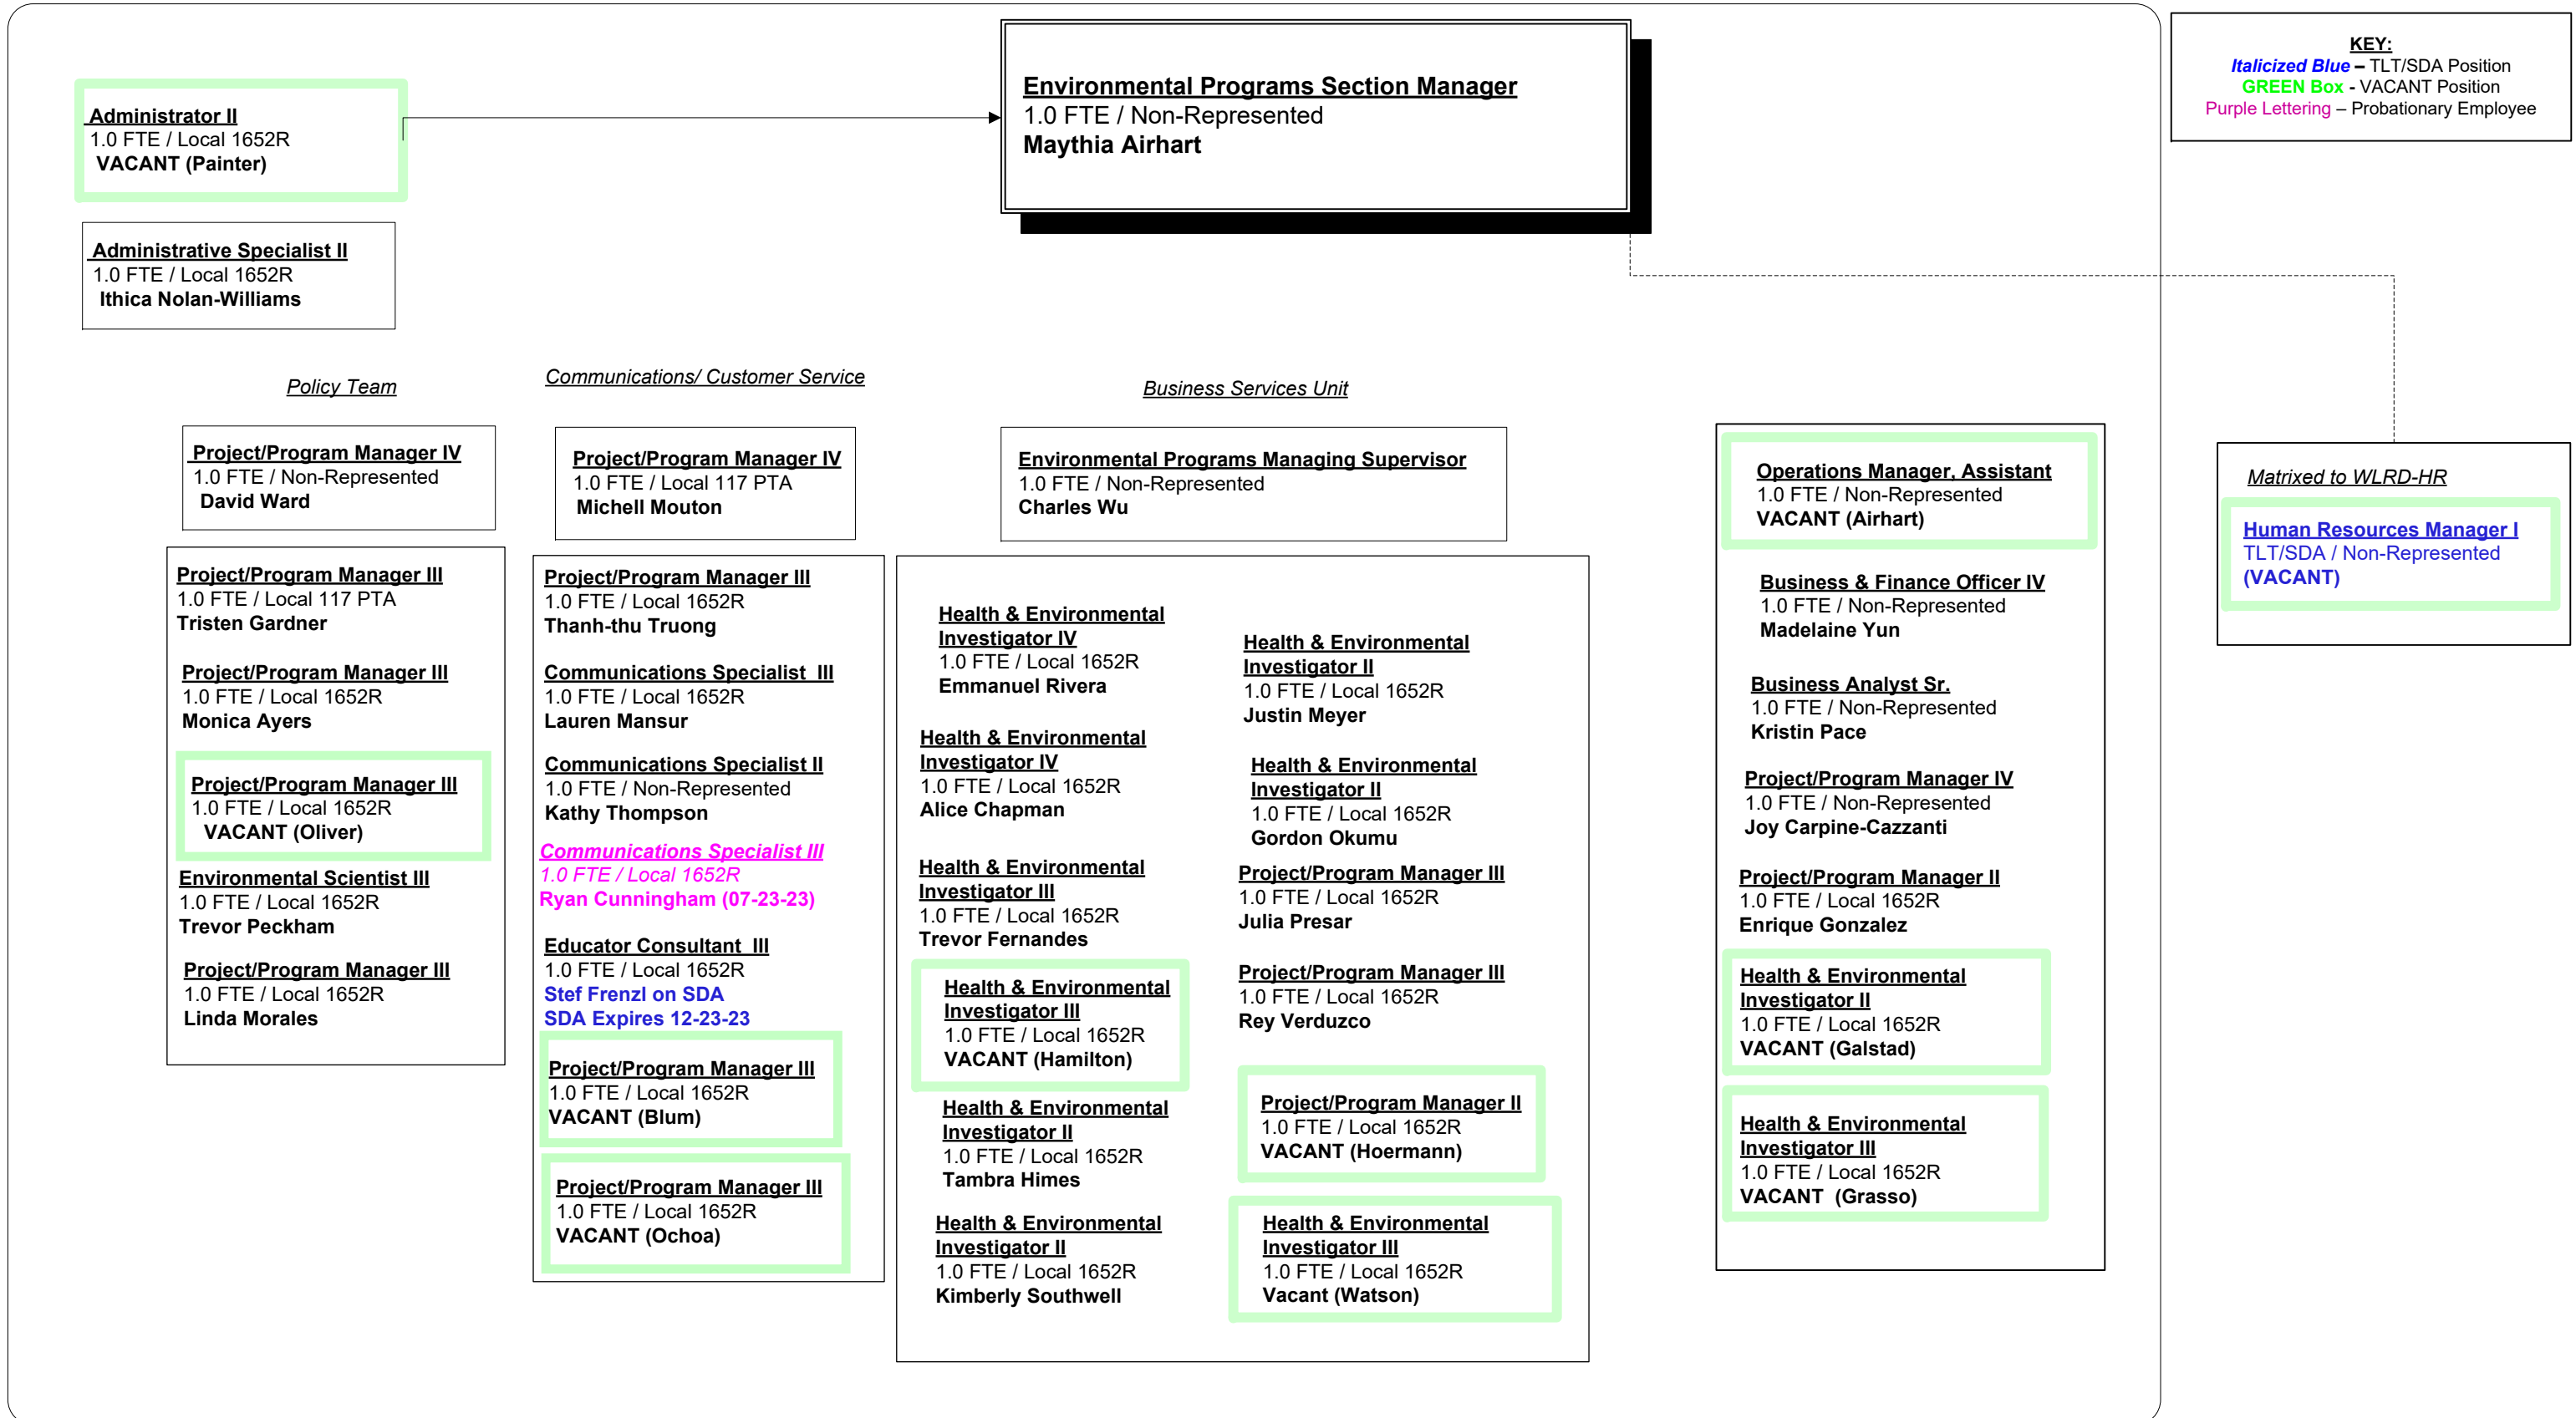 KEY:
Italicized Blue – TLT/SDA Position
GREEN Box - VACANT Position
Purple Lettering – Probationary Employee
Environmental Programs Section Manager
1.0 FTE / Non-Represented
Maythia Airhart
Administrator II
1.0 FTE / Local 1652R
VACANT (Painter)
Administrative Specialist II
1.0 FTE / Local 1652R
Ithica Nolan-Williams
Policy Team
Project/Program Manager IV
1.0 FTE / Non-Represented
David Ward
Project/Program Manager III
1.0 FTE / Local 117 PTA
Tristen Gardner
Project/Program Manager III
1.0 FTE / Local 1652R
Monica Ayers
Project/Program Manager III
1.0 FTE / Local 1652R
VACANT (Oliver)
Environmental Scientist III
1.0 FTE / Local 1652R
Trevor Peckham
Project/Program Manager III
1.0 FTE / Local 1652R
Linda Morales
Communications/ Customer Service
Project/Program Manager IV
1.0 FTE / Local 117 PTA
Michell Mouton
Project/Program Manager III
1.0 FTE / Local 1652R
Thanh-thu Truong
Communications Specialist III
1.0 FTE / Local 1652R
Lauren Mansur
Communications Specialist II
1.0 FTE / Non-Represented
Kathy Thompson
Communications Specialist III
1.0 FTE / Local 1652R
Ryan Cunningham (07-23-23)
Educator Consultant III
1.0 FTE / Local 1652R
Stef Frenzl on SDA
SDA Expires 12-23-23
Project/Program Manager III
1.0 FTE / Local 1652R
VACANT (Blum)
Project/Program Manager III
1.0 FTE / Local 1652R
VACANT (Ochoa)
Business Services Unit
Environmental Programs Managing Supervisor
1.0 FTE / Non-Represented
Charles Wu
Health & Environmental
Investigator IV
1.0 FTE / Local 1652R
Emmanuel Rivera
Health & Environmental
Investigator IV
1.0 FTE / Local 1652R
Alice Chapman
Health & Environmental
Investigator III
1.0 FTE / Local 1652R
Trevor Fernandes
Health & Environmental
Investigator III
1.0 FTE / Local 1652R
VACANT (Hamilton)
Health & Environmental
Investigator II
1.0 FTE / Local 1652R
Tambra Himes
Health & Environmental
Investigator II
1.0 FTE / Local 1652R
Kimberly Southwell
Health & Environmental
Investigator II
1.0 FTE / Local 1652R
Justin Meyer
Health & Environmental
Investigator II
1.0 FTE / Local 1652R
Gordon Okumu
Project/Program Manager III
1.0 FTE / Local 1652R
Julia Presar
Project/Program Manager III
1.0 FTE / Local 1652R
Rey Verduzco
Project/Program Manager II
1.0 FTE / Local 1652R
VACANT (Hoermann)
Health & Environmental
Investigator III
1.0 FTE / Local 1652R
Vacant (Watson)
Operations Manager, Assistant
1.0 FTE / Non-Represented
VACANT (Airhart)
Business & Finance Officer IV
1.0 FTE / Non-Represented
Madelaine Yun
Business Analyst Sr.
1.0 FTE / Non-Represented
Kristin Pace
Project/Program Manager IV
1.0 FTE / Non-Represented
Joy Carpine-Cazzanti
Project/Program Manager II
1.0 FTE / Local 1652R
Enrique Gonzalez
Health & Environmental
Investigator II
1.0 FTE / Local 1652R
VACANT (Galstad)
Health & Environmental
Investigator III
1.0 FTE / Local 1652R
VACANT (Grasso)
Matrixed to WLRD-HR
Human Resources Manager I
TLT/SDA / Non-Represented
(VACANT)